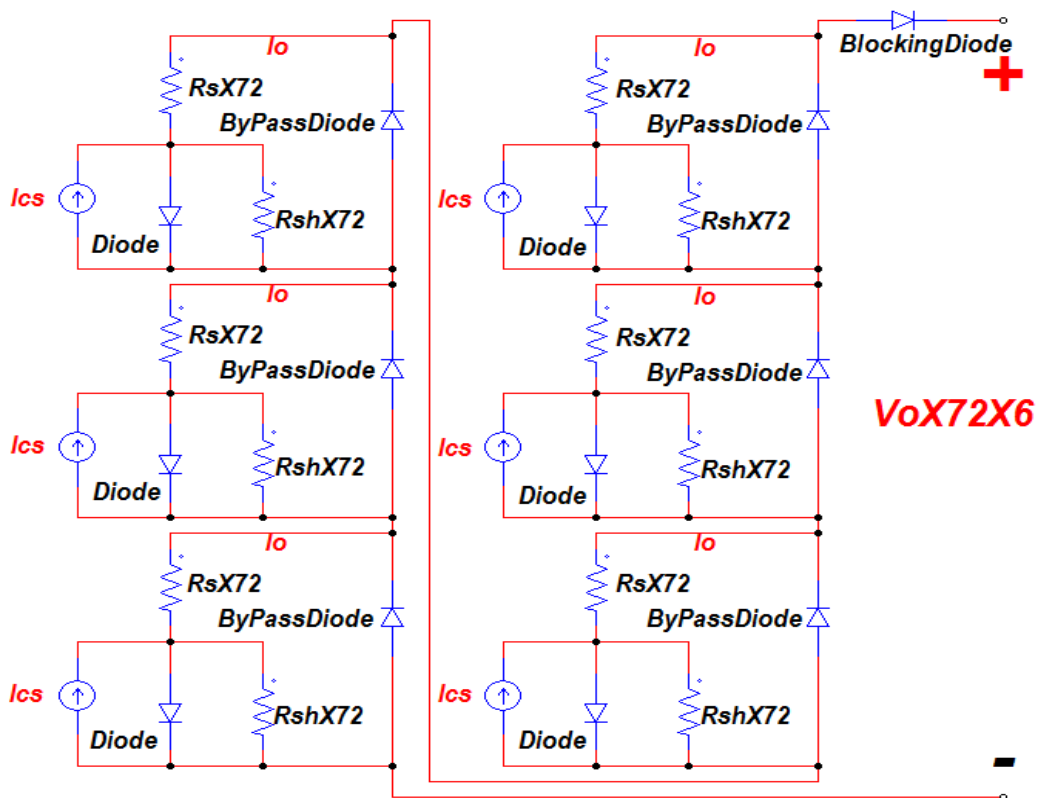 Io
Io
BlockingDiode
+
RsX72
RsX72
ByPassDiode
ByPassDiode
Ics
RshX72
Ics
RshX72
Diode
Diode
Io
Io
RsX72
RsX72
ByPassDiode
ByPassDiode
VoX72X6
Ics
RshX72
Ics
RshX72
Diode
Diode
Io
Io
RsX72
RsX72
ByPassDiode
ByPassDiode
Ics
RshX72
Ics
RshX72
Diode
Diode
-